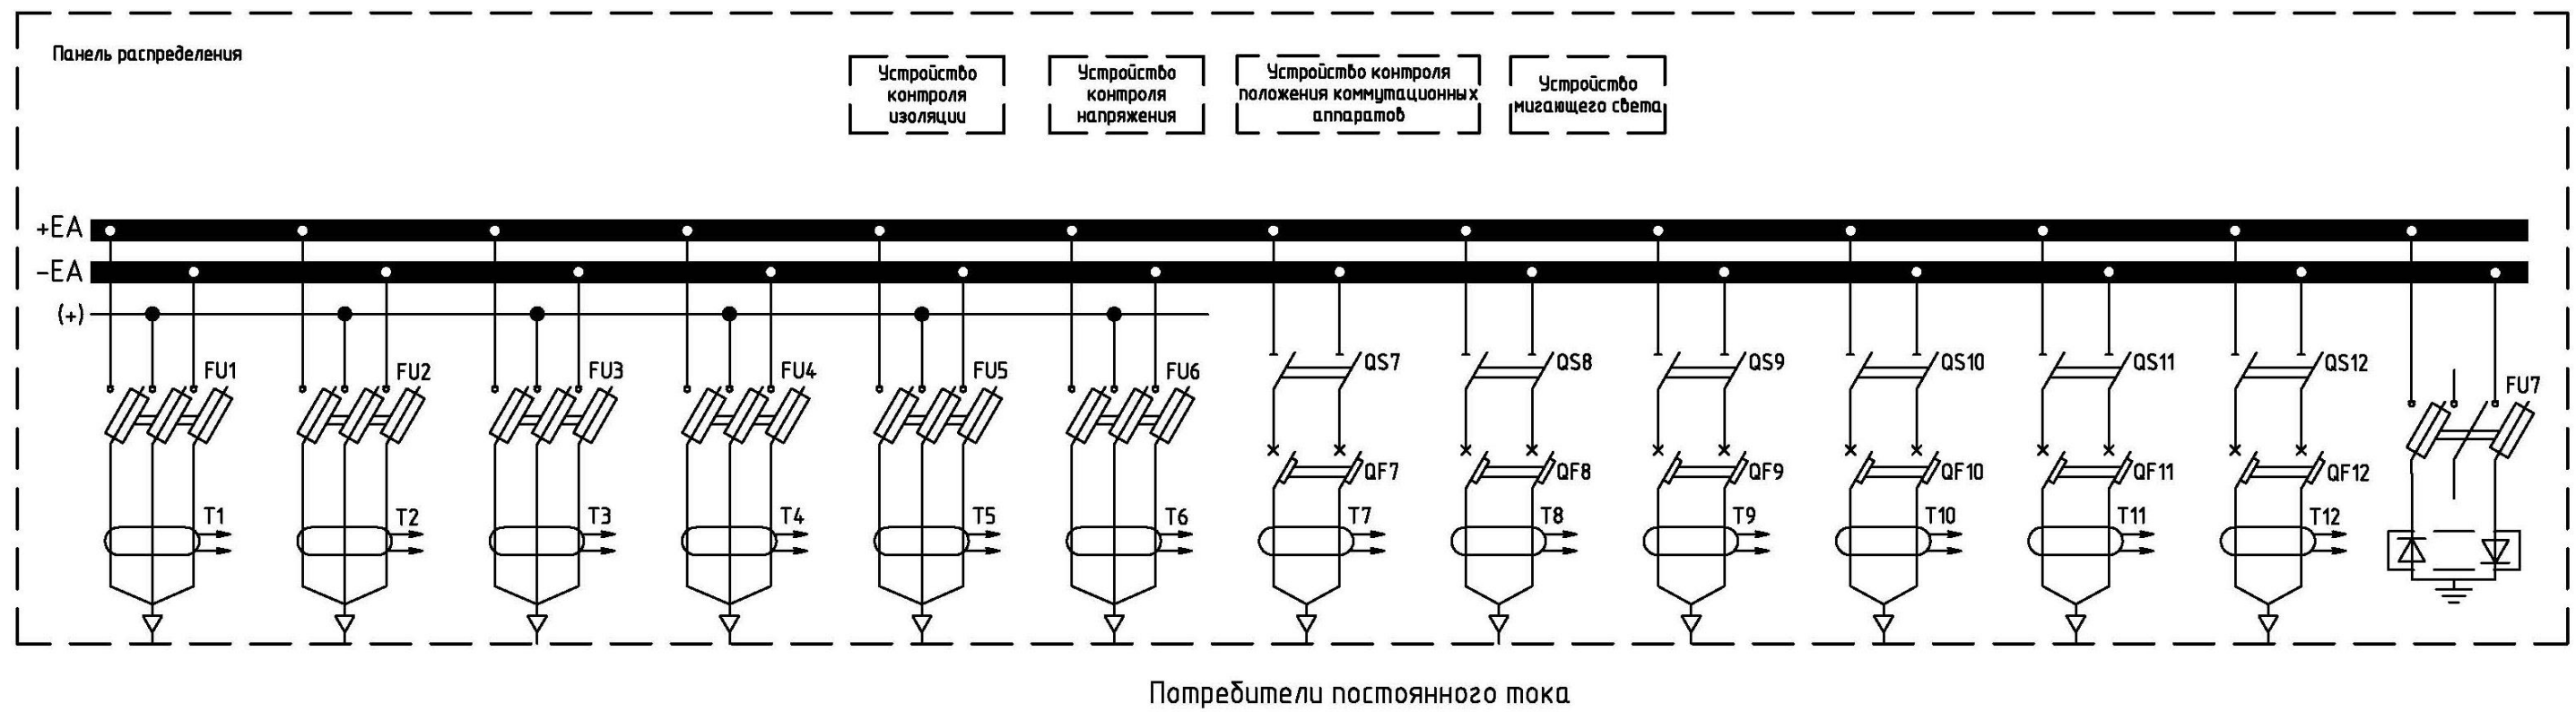 Панель распределения
Устройство
контроля
изоляции
Устройство
контроля
напряжения
Устройство контроля
положения коммутационных
аппаратов
Устройство
мигающего света
+EA
-EA
(+)
FU1
FU2
FU3
FU4
FU5
FU6
QS7
QS8
QS9
QS10
QS11
QS12
FU7
QF7
QF8
QF9
QF10
QF11
QF12
T1
T2
T3
T4
T5
T6
T7
T8
T9
T10
T11
T12
Потребители постоянного тока